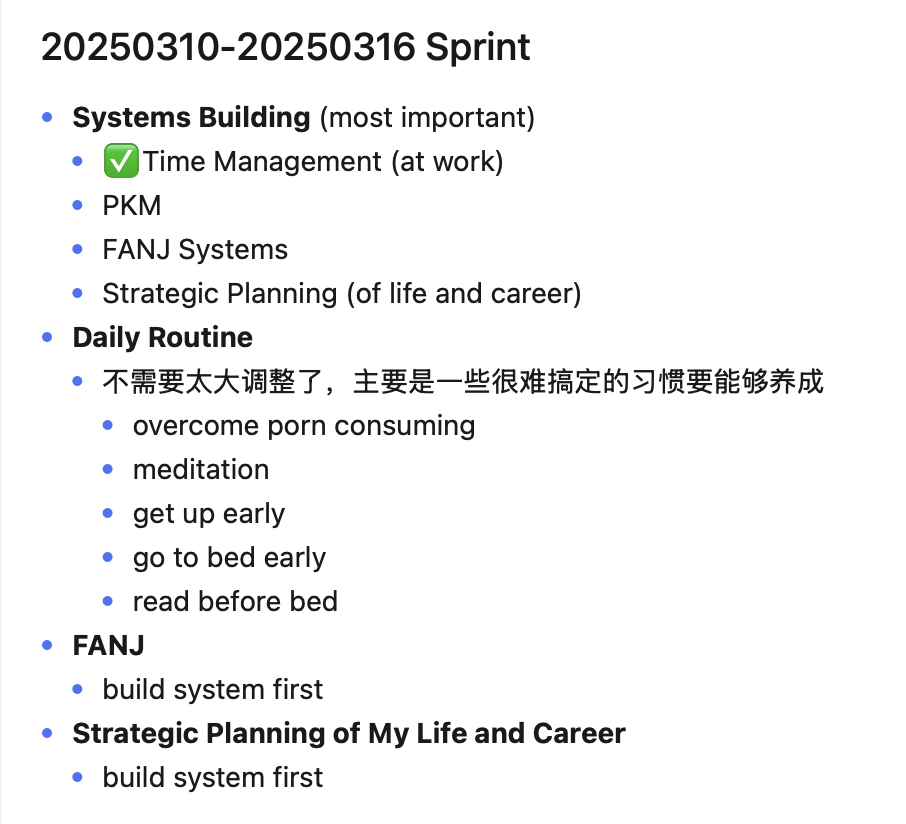 20250310-20250316 Sprint
Systems Building (most important)
✅Time Management (at work)
PKM
FANJ Systems
Strategic Planning (of life and career)
Daily Routine
不需要太大调整了，主要是一些很难搞定的习惯要能够养成
overcome porn consuming
meditation
get up early
go to bed early
read before bed
FANJ
build system first
Strategic Planning of My Life and Career
build system first